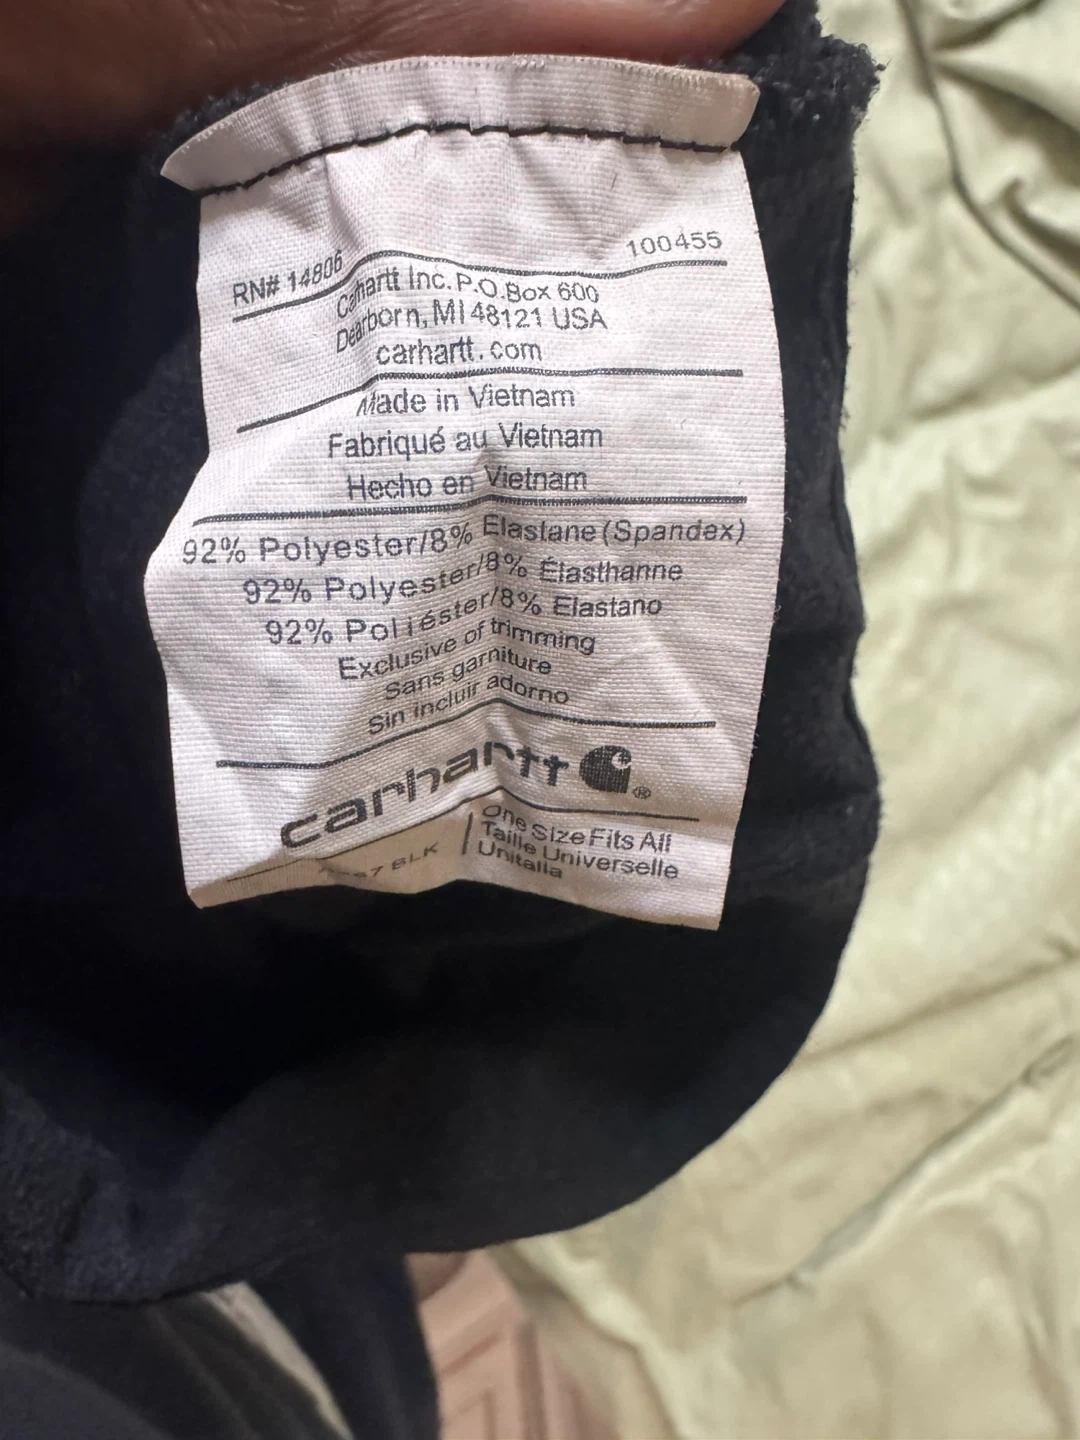 RN# 14806 100455
Carhartt Inc. P.O. Box 600
Dearborn, MI 48121 USA
carhartt.com
Made in Vietnam
Fabriqué au Vietnam
Hecho en Vietnam
92% Polyester/8% Elastane (Spandex)
92% Polyester/8% Élasthanne
92% Poliéster/8% Elastano
Exclusive of trimming
Sans garniture
Sin incluir adorno
carhartt ®
One Size Fits All
Taille Universelle
BLK Unitalla